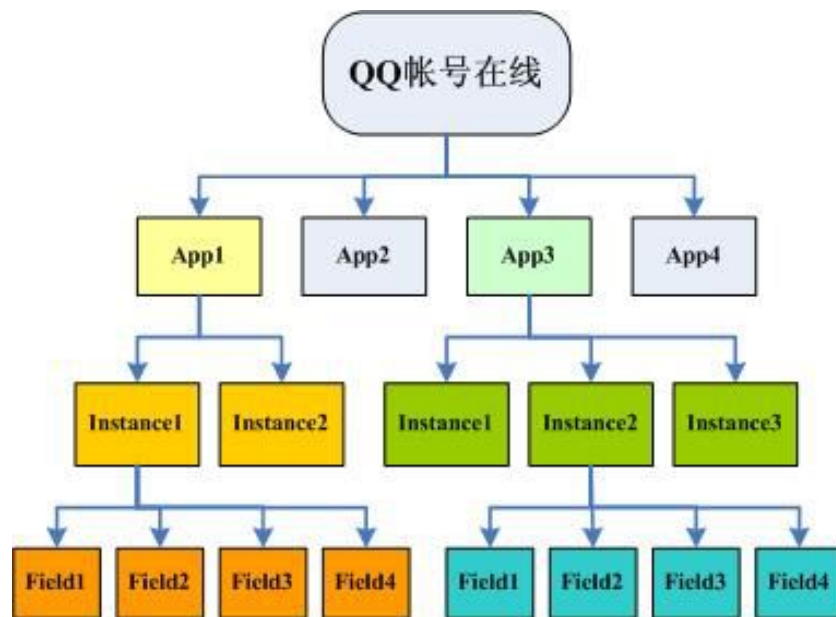 QQ帐号在线
App1 App2 App3 App4
Instance1 Instance2 Instance1 Instance2 Instance3
Field1 Field2 Field3 Field4 Field1 Field2 Field3 Field4